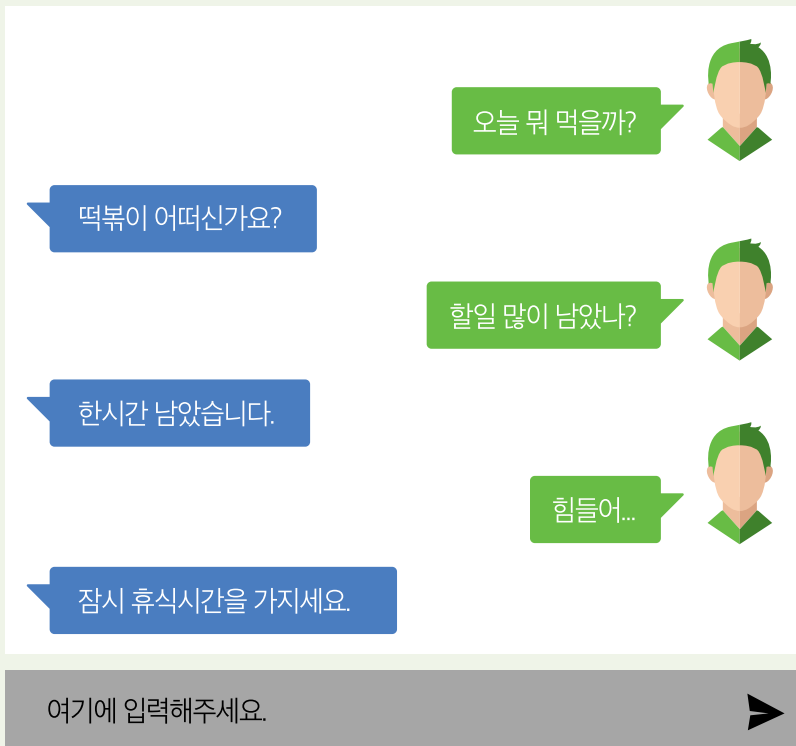 오늘 뭐 먹을까?
떡볶이 어떠신가요?
할일 많이 남았나?
한시간 남았습니다.
힘들어...
잠시 휴식시간을 가지세요.
여기에 입력해주세요.